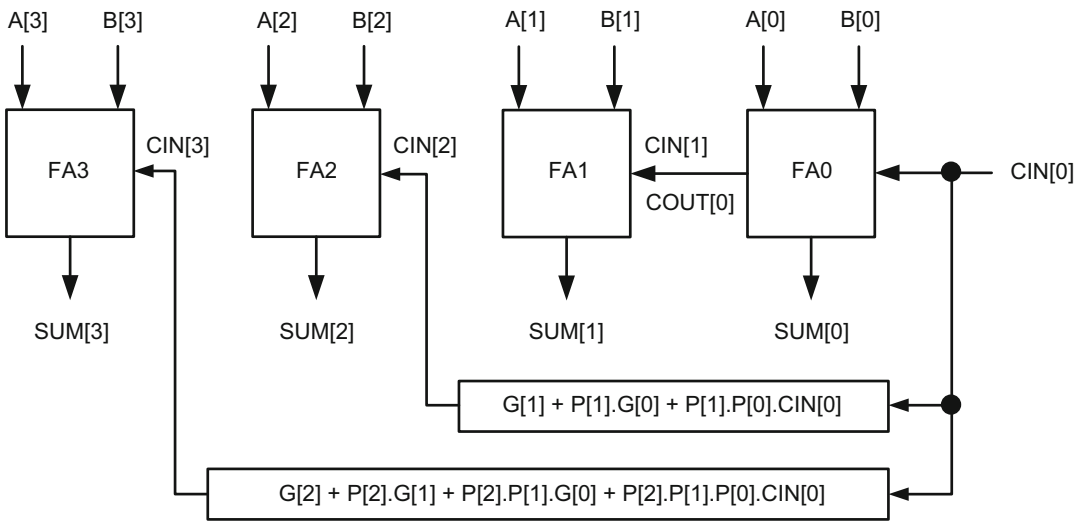 A[3] B[3] A[2] B[2] A[1] B[1] A[0] B[0]
CIN[3] CIN[2] CIN[1]
FA3 FA2 FA1 FA0 CIN[0]
COUT[0]
SUM[3] SUM[2] SUM[1] SUM[0]
G[1] + P[1].G[0] + P[1].P[0].CIN[0]
G[2] + P[2].G[1] + P[2].P[1].G[0] + P[2].P[1].P[0].CIN[0]